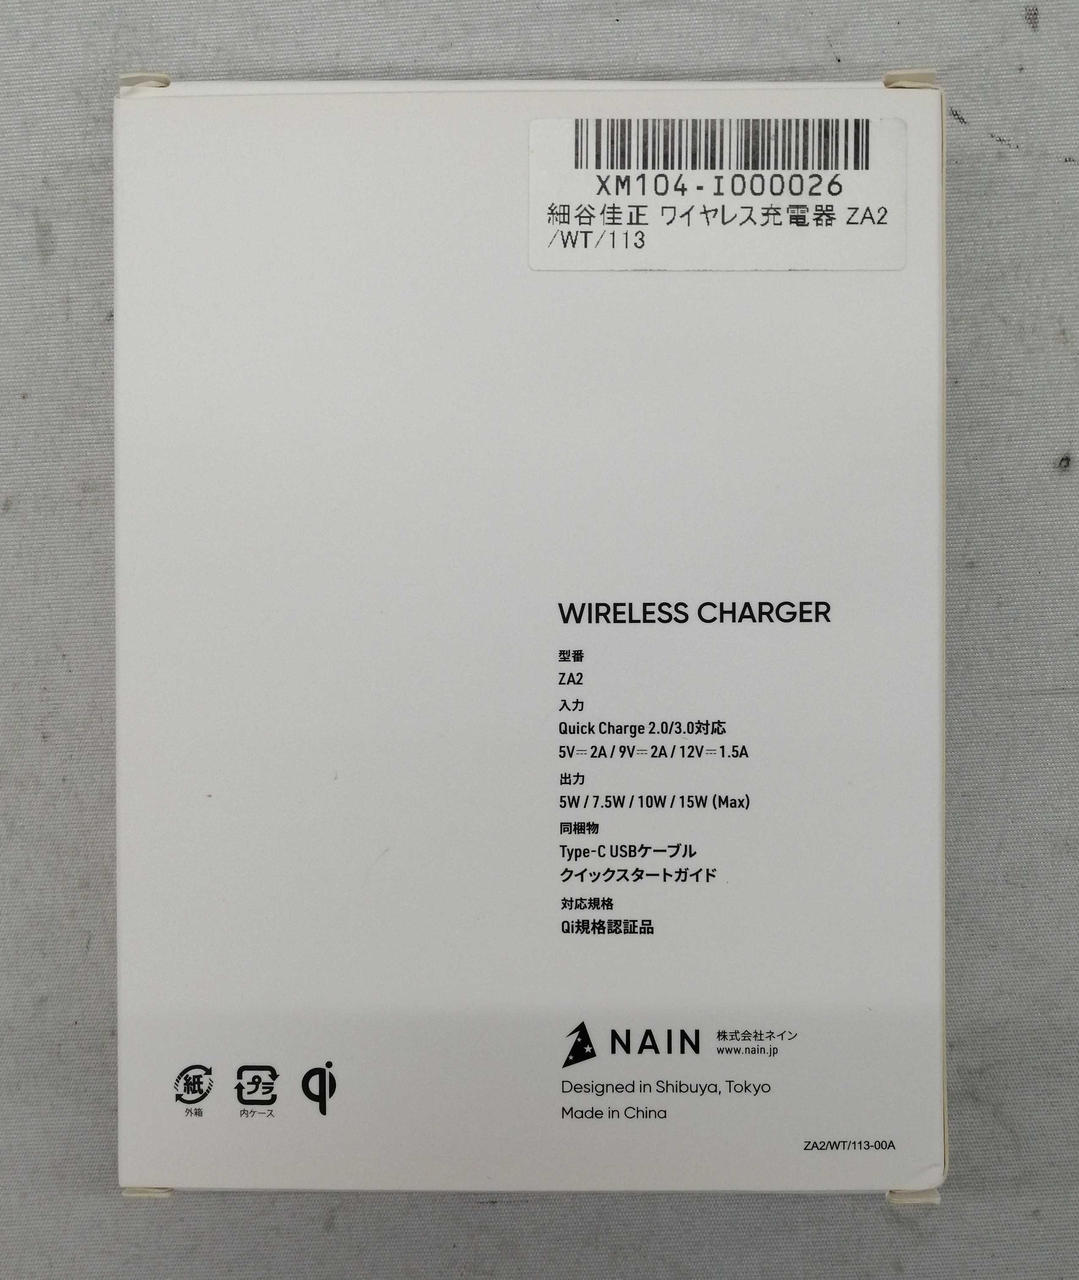 XM104-I000026
細谷佳正 ワイヤレス充電器 ZA2
/WT/113
WIRELESS CHARGER
型番
ZA2
入力
Quick Charge 2.0/3.0対応
5V⎓2A / 9V⎓2A / 12V⎓1.5A
出力
5W / 7.5W / 10W / 15W (Max)
同梱物
Type-C USBケーブル
クイックスタートガイド
対応規格
Qi規格認証品
NAIN 株式会社ネイン
www.nain.jp
Designed in Shibuya, Tokyo
Made in China
紙 プラ qi
外箱 内ケース
ZA2/WT/113-00A